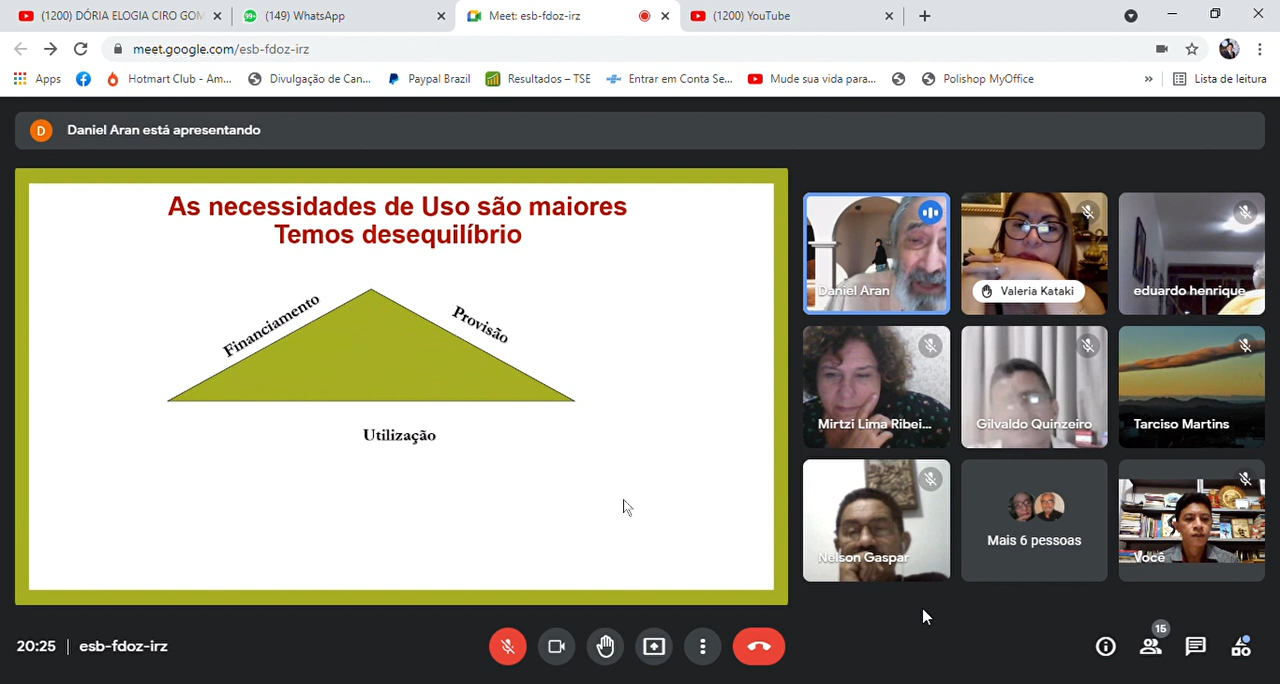 (1200) DÓRIA ELOGIA CIRO GOM
99+
(149) WhatsApp
Meet: esb-fdoz-irz
(1200) YouTube
meet.google.com/esb-fdoz-irz
Apps
Hotmart Club - Am...
Divulgação de Can...
Paypal Brazil
Resultados – TSE
Entrar em Conta Se...
Mude sua vida para...
Polishop MyOffice
»
Lista de leitura
D
Daniel Aran está apresentando
As necessidades de Uso são maiores
Temos desequilíbrio
Financiamento
Provisão
Utilização
Daniel Aran
Valeria Kataki
eduardo henrique
Mirtzi Lima Ribei...
Gilvaldo Quinzeiro
Tarciso Martins
Nelson Gaspar
Mais 6 pessoas
Você
20:25 | esb-fdoz-irz
15